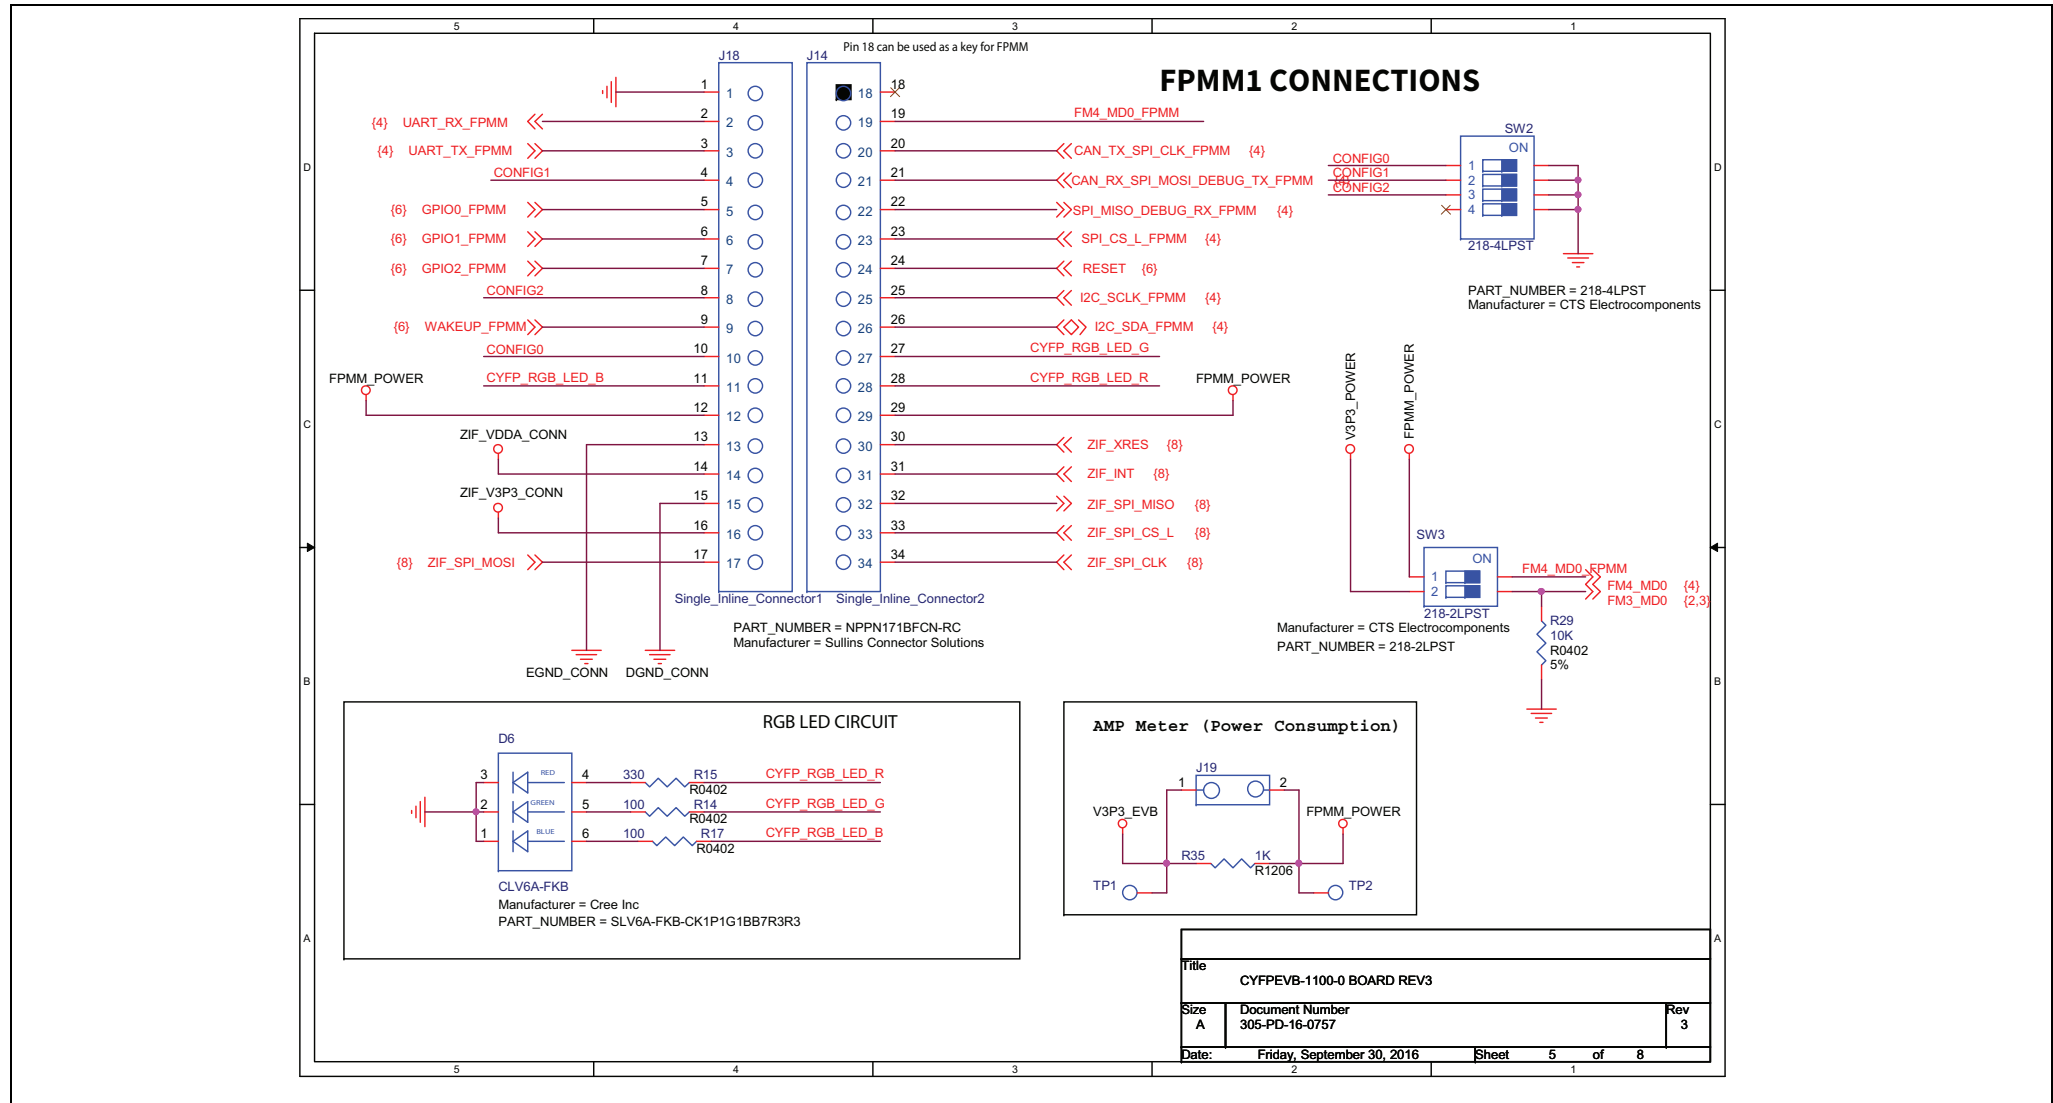 5 4 3 2 1
Pin 18 can be used as a key for FPMM
J18 J14
FPMM1 CONNECTIONS
1 1 18 18
{4} UART_RX_FPMM 2 2 19 19 FM4_MD0_FPMM
{4} UART_TX_FPMM 3 3 20 20 CAN_TX_SPI_CLK_FPMM {4}
CONFIG1 4 4 21 21 CAN_RX_SPI_MOSI_DEBUG_TX_FPMM {4}
{6} GPIO0_FPMM 5 5 22 22 SPI_MISO_DEBUG_RX_FPMM {4}
{6} GPIO1_FPMM 6 6 23 23 SPI_CS_L_FPMM {4}
{6} GPIO2_FPMM 7 7 24 24 RESET {6}
CONFIG2 8 8 25 25 I2C_SCLK_FPMM {4}
{6} WAKEUP_FPMM 9 9 26 26 I2C_SDA_FPMM {4}
CONFIG0 10 10 27 27 CYFP_RGB_LED_G
CYFP_RGB_LED_B 11 11 28 28 CYFP_RGB_LED_R
FPMM_POWER 12 12 29 29 FPMM_POWER
13 13 30 30 ZIF_XRES {8}
ZIF_VDDA_CONN 14 14 31 31 ZIF_INT {8}
15 15 32 32 ZIF_SPI_MISO {8}
ZIF_V3P3_CONN 16 16 33 33 ZIF_SPI_CS_L {8}
{8} ZIF_SPI_MOSI 17 17 34 34 ZIF_SPI_CLK {8}
Single_Inline_Connector1 Single_Inline_Connector2
PART_NUMBER = NPPN171BFCN-RC
Manufacturer = Sullins Connector Solutions
EGND_CONN DGND_CONN
SW2
ON
CONFIG0 1
CONFIG1 2
CONFIG2 3
4
218-4LPST
PART_NUMBER = 218-4LPST
Manufacturer = CTS Electrocomponents
V3P3_POWER
FPMM_POWER
SW3
ON
1 FM4_MD0_FPMM
2 FM4_MD0 {4}
FM3_MD0 {2,3}
218-2LPST
Manufacturer = CTS Electrocomponents
PART_NUMBER = 218-2LPST
R29
10K
R0402
5%
RGB LED CIRCUIT
D6
3 RED 4 330 R15 CYFP_RGB_LED_R
R0402
2 GREEN 5 100 R14 CYFP_RGB_LED_G
R0402
1 BLUE 6 100 R17 CYFP_RGB_LED_B
R0402
CLV6A-FKB
Manufacturer = Cree Inc
PART_NUMBER = SLV6A-FKB-CK1P1G1BB7R3R3
AMP Meter (Power Consumption)
J19
1 2
V3P3_EVB FPMM_POWER
R35 1K
R1206
TP1 TP2
Title
CYFPEVB-1100-0 BOARD REV3
Size Document Number Rev
A 305-PD-16-0757 3
Date: Friday, September 30, 2016 Sheet 5 of 8
D D
C C
B B
A A
5 4 3 2 1